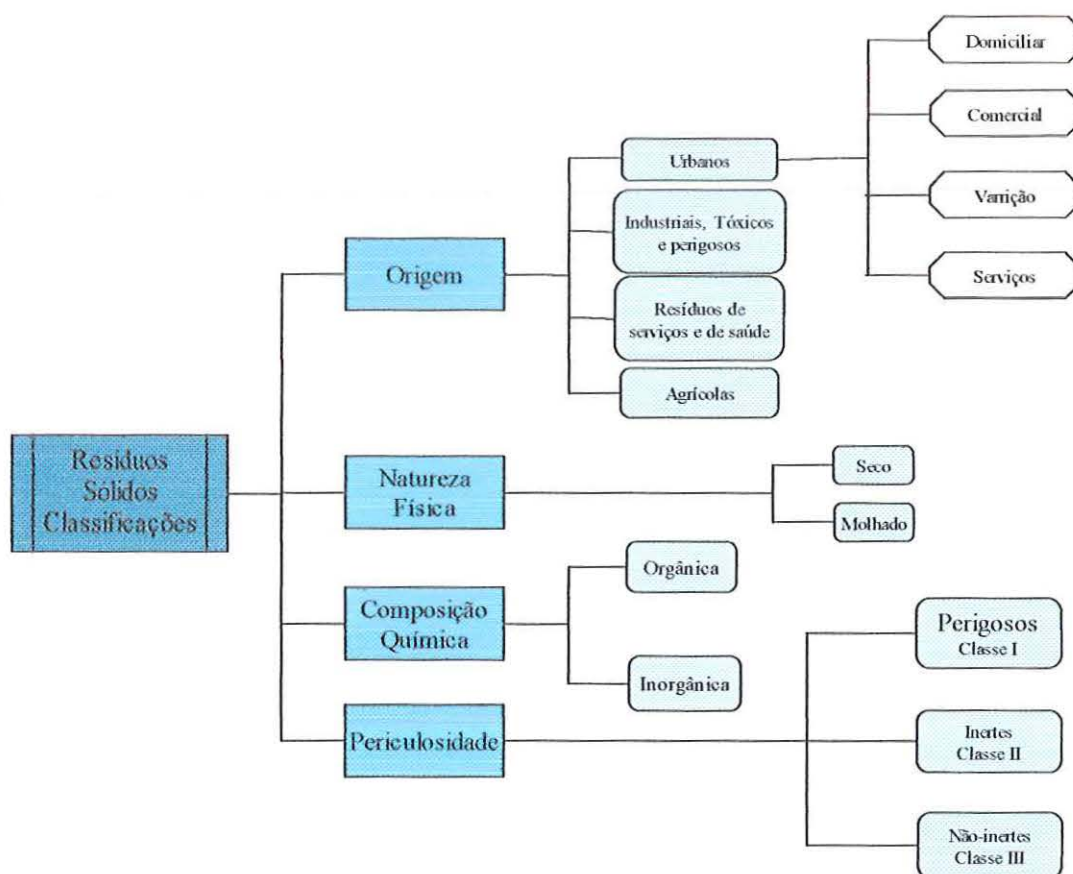 Resíduos
Sólidos
Classificações
Origem
Urbanos
Domiciliar
Comercial
Varrição
Serviços
Industriais, Tóxicos
e perigosos
Resíduos de
serviços e de saúde
Agrícolas
Natureza
Física
Seco
Molhado
Composição
Química
Orgânica
Inorgânica
Periculosidade
Perigosos
Classe I
Inertes
Classe II
Não-inertes
Classe III